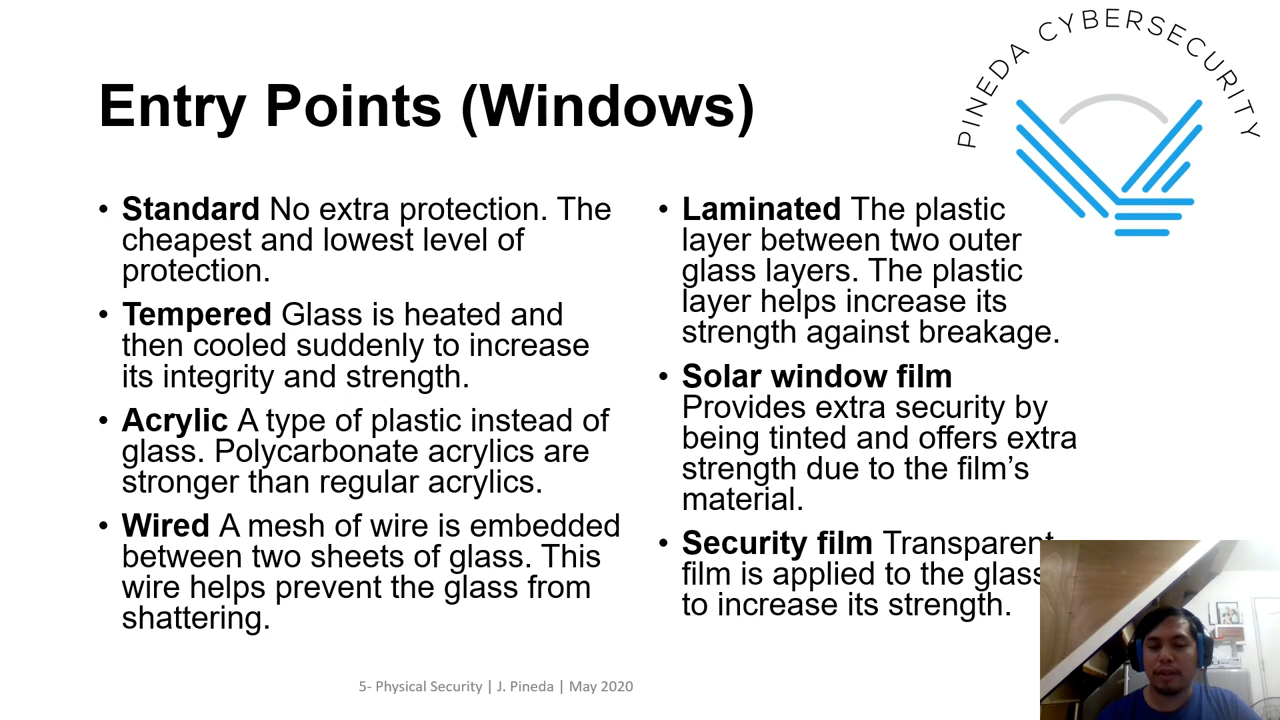 PINEDA CYBERSECURITY
Entry Points (Windows)
• Standard No extra protection. The
cheapest and lowest level of
protection.
• Tempered Glass is heated and
then cooled suddenly to increase
its integrity and strength.
• Acrylic A type of plastic instead of
glass. Polycarbonate acrylics are
stronger than regular acrylics.
• Wired A mesh of wire is embedded
between two sheets of glass. This
wire helps prevent the glass from
shattering.
• Laminated The plastic
layer between two outer
glass layers. The plastic
layer helps increase its
strength against breakage.
• Solar window film
Provides extra security by
being tinted and offers extra
strength due to the film’s
material.
• Security film Transparent
film is applied to the glass
to increase its strength.
5- Physical Security | J. Pineda | May 2020